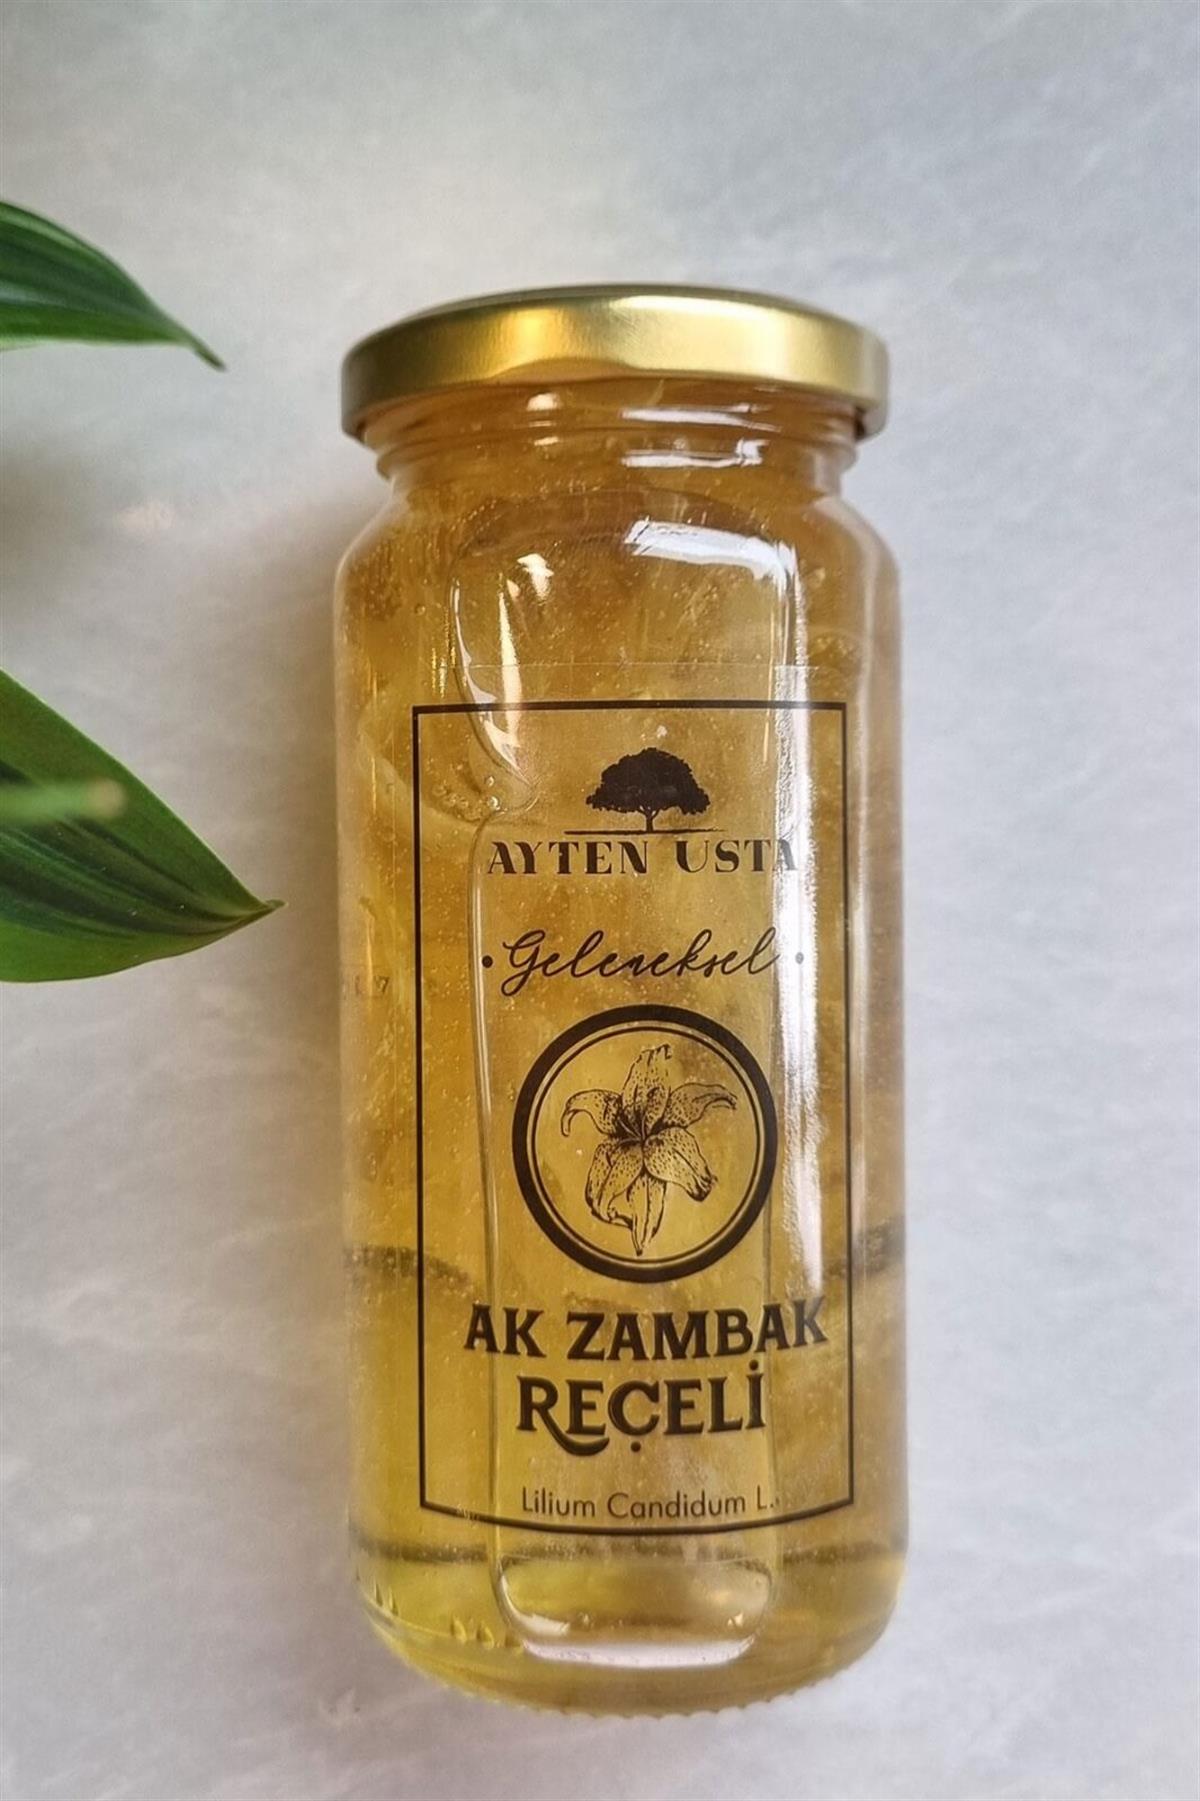 AYTEN USTA
• Geleneksel •
AK ZAMBAK
REÇELİ
Lilium Candidum L.